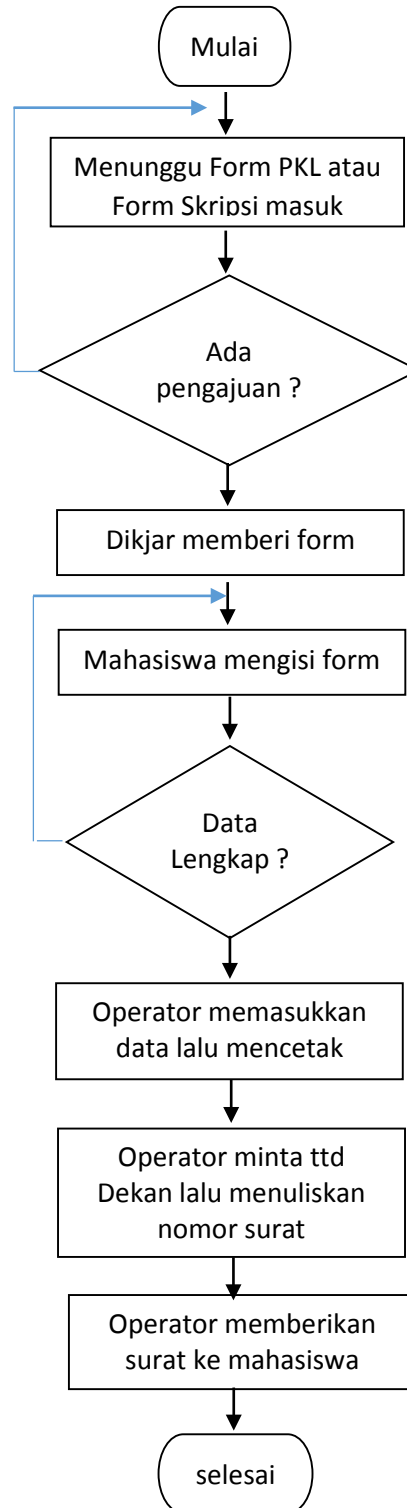 Mulai
Menunggu Form PKL atau
Form Skripsi masuk
Ada
pengajuan ?
Dikjar memberi form
Mahasiswa mengisi form
Data
Lengkap ?
Operator memasukkan
data lalu mencetak
Operator minta ttd
Dekan lalu menuliskan
nomor surat
Operator memberikan
surat ke mahasiswa
selesai